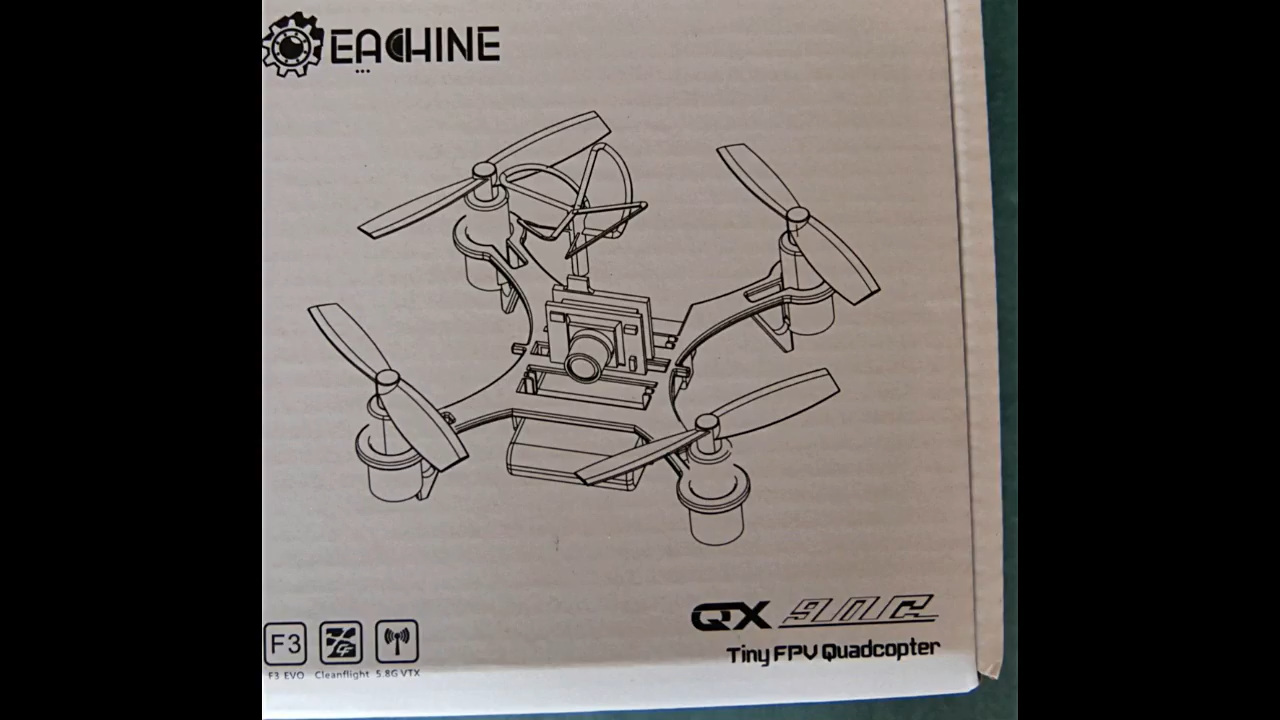 EACHINE
QX 90C
Tiny FPV Quadcopter
F3
F3 EVO Cleanflight 5.8G VTX